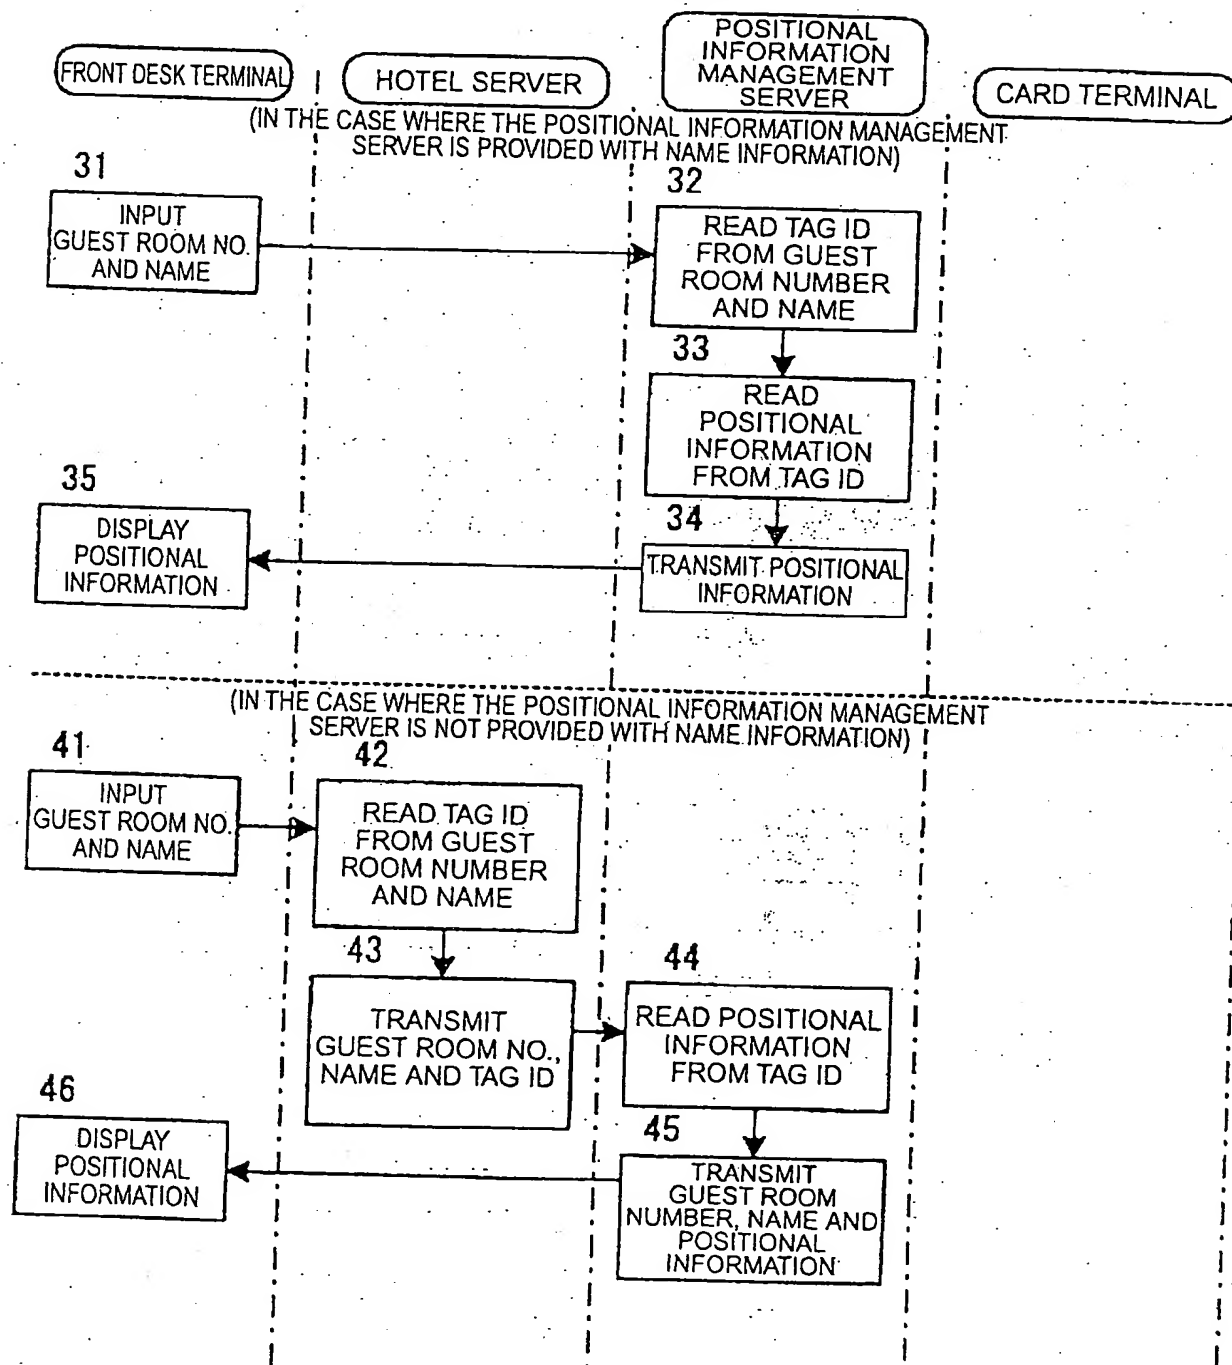 FRONT DESK TERMINAL
HOTEL SERVER
POSITIONAL
INFORMATION
MANAGEMENT
SERVER
CARD TERMINAL
(IN THE CASE WHERE THE POSITIONAL INFORMATION MANAGEMENT
SERVER IS PROVIDED WITH NAME INFORMATION)
31
INPUT
GUEST ROOM NO.
AND NAME
32
READ TAG ID
FROM GUEST
ROOM NUMBER
AND NAME
33
READ
POSITIONAL
INFORMATION
FROM TAG ID
34
TRANSMIT POSITIONAL
INFORMATION
35
DISPLAY
POSITIONAL
INFORMATION
(IN THE CASE WHERE THE POSITIONAL INFORMATION MANAGEMENT
SERVER IS NOT PROVIDED WITH NAME INFORMATION)
41
INPUT
GUEST ROOM NO.
AND NAME
42
READ TAG ID
FROM GUEST
ROOM NUMBER
AND NAME
43
TRANSMIT
GUEST ROOM NO.,
NAME AND TAG ID
44
READ POSITIONAL
INFORMATION
FROM TAG ID
45
TRANSMIT
GUEST ROOM
NUMBER, NAME AND
POSITIONAL
INFORMATION
46
DISPLAY
POSITIONAL
INFORMATION